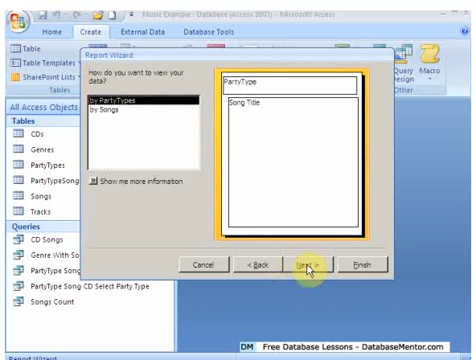 Music Example : Database (Access 2007) - Microsoft Access
Home Create External Data Database Tools
Table
Table Templates
SharePoint Lists
Tables
Query Macro
Design
Other
All Access Objects
Tables
CDs
Genres
PartyTypes
PartyTypeSong
Songs
Tracks
Queries
CD Songs
Genre With So
PartyType Song
PartyType Song CD Select Party Type
Songs Count
Report Wizard
How do you want to view your
data?
by PartyTypes
by Songs
Show me more information
PartyType
Song Title
Cancel < Back Next > Finish
DM Free Database Lessons - DatabaseMentor.com
Report Wizard